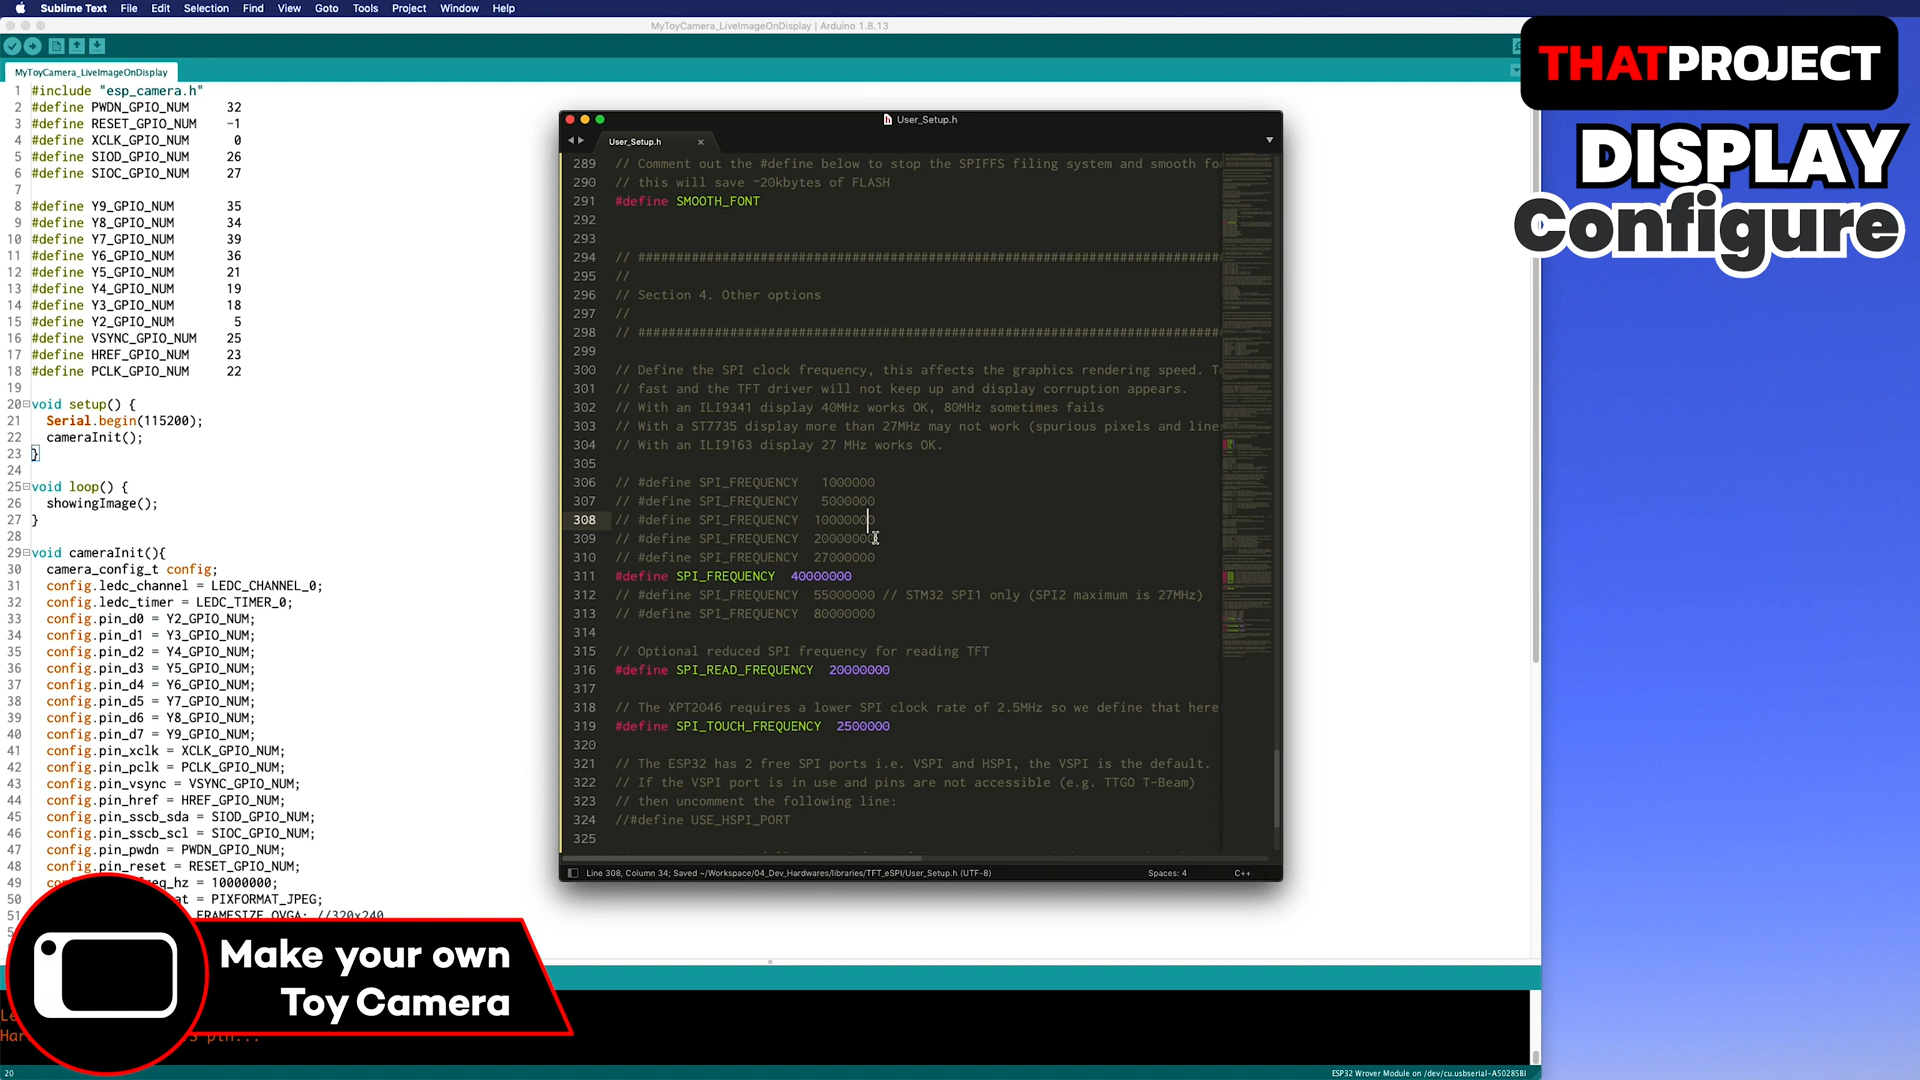 Sublime Text File Edit Selection Find View Goto Tools Project Window Help
MyToyCamera_LiveImageOnDisplay | Arduino 1.8.13
MyToyCamera_LiveImageOnDisplay
1 #include "esp_camera.h"
2 #define PWDN_GPIO_NUM 32
3 #define RESET_GPIO_NUM -1
4 #define XCLK_GPIO_NUM 0
5 #define SIOD_GPIO_NUM 26
6 #define SIOC_GPIO_NUM 27
7
8 #define Y9_GPIO_NUM 35
9 #define Y8_GPIO_NUM 34
10 #define Y7_GPIO_NUM 39
11 #define Y6_GPIO_NUM 36
12 #define Y5_GPIO_NUM 21
13 #define Y4_GPIO_NUM 19
14 #define Y3_GPIO_NUM 18
15 #define Y2_GPIO_NUM 5
16 #define VSYNC_GPIO_NUM 25
17 #define HREF_GPIO_NUM 23
18 #define PCLK_GPIO_NUM 22
19
20 void setup() {
21 Serial.begin(115200);
22 cameraInit();
23 }
24
25 void loop() {
26 showingImage();
27 }
28
29 void cameraInit(){
30 camera_config_t config;
31 config.ledc_channel = LEDC_CHANNEL_0;
32 config.ledc_timer = LEDC_TIMER_0;
33 config.pin_d0 = Y2_GPIO_NUM;
34 config.pin_d1 = Y3_GPIO_NUM;
35 config.pin_d2 = Y4_GPIO_NUM;
36 config.pin_d3 = Y5_GPIO_NUM;
37 config.pin_d4 = Y6_GPIO_NUM;
38 config.pin_d5 = Y7_GPIO_NUM;
39 config.pin_d6 = Y8_GPIO_NUM;
40 config.pin_d7 = Y9_GPIO_NUM;
41 config.pin_xclk = XCLK_GPIO_NUM;
42 config.pin_pclk = PCLK_GPIO_NUM;
43 config.pin_vsync = VSYNC_GPIO_NUM;
44 config.pin_href = HREF_GPIO_NUM;
45 config.pin_sscb_sda = SIOD_GPIO_NUM;
46 config.pin_sscb_scl = SIOC_GPIO_NUM;
47 config.pin_pwdn = PWDN_GPIO_NUM;
48 config.pin_reset = RESET_GPIO_NUM;
49 eq_hz = 10000000;
50 at = PIXFORMAT_JPEG;
51 FRAMESIZE_QVGA; //320x240
User_Setup.h
User_Setup.h ×
289 // Comment out the #define below to stop the SPIFFS filing system and smooth fo
290 // this will save ~20kbytes of FLASH
291 #define SMOOTH_FONT
292
293
294 // ############################################################################
295 //
296 // Section 4. Other options
297 //
298 // ############################################################################
299
300 // Define the SPI clock frequency, this affects the graphics rendering speed. T
301 // fast and the TFT driver will not keep up and display corruption appears.
302 // With an ILI9341 display 40MHz works OK, 80MHz sometimes fails
303 // With a ST7735 display more than 27MHz may not work (spurious pixels and lines
304 // With an ILI9163 display 27 MHz works OK.
305
306 // #define SPI_FREQUENCY 1000000
307 // #define SPI_FREQUENCY 5000000
308 // #define SPI_FREQUENCY 10000000
309 // #define SPI_FREQUENCY 20000000
310 // #define SPI_FREQUENCY 27000000
311 #define SPI_FREQUENCY 40000000
312 // #define SPI_FREQUENCY 55000000 // STM32 SPI1 only (SPI2 maximum is 27MHz)
313 // #define SPI_FREQUENCY 80000000
314
315 // Optional reduced SPI frequency for reading TFT
316 #define SPI_READ_FREQUENCY 20000000
317
318 // The XPT2046 requires a lower SPI clock rate of 2.5MHz so we define that here
319 #define SPI_TOUCH_FREQUENCY 2500000
320
321 // The ESP32 has 2 free SPI ports i.e. VSPI and HSPI, the VSPI is the default.
322 // If the VSPI port is in use and pins are not accessible (e.g. TTGO T-Beam)
323 // then uncomment the following line:
324 //#define USE_HSPI_PORT
325
Line 308, Column 34; Saved ~/Workspace/04_Dev_Hardwares/libraries/TFT_eSPI/User_Setup.h (UTF-8) Spaces: 4 C++
THATPROJECT
DISPLAY
Configure
Make your own
Toy Camera
Le
Har pin...
20 ESP32 Wrover Module on /dev/cu.usbserial-A50285BI